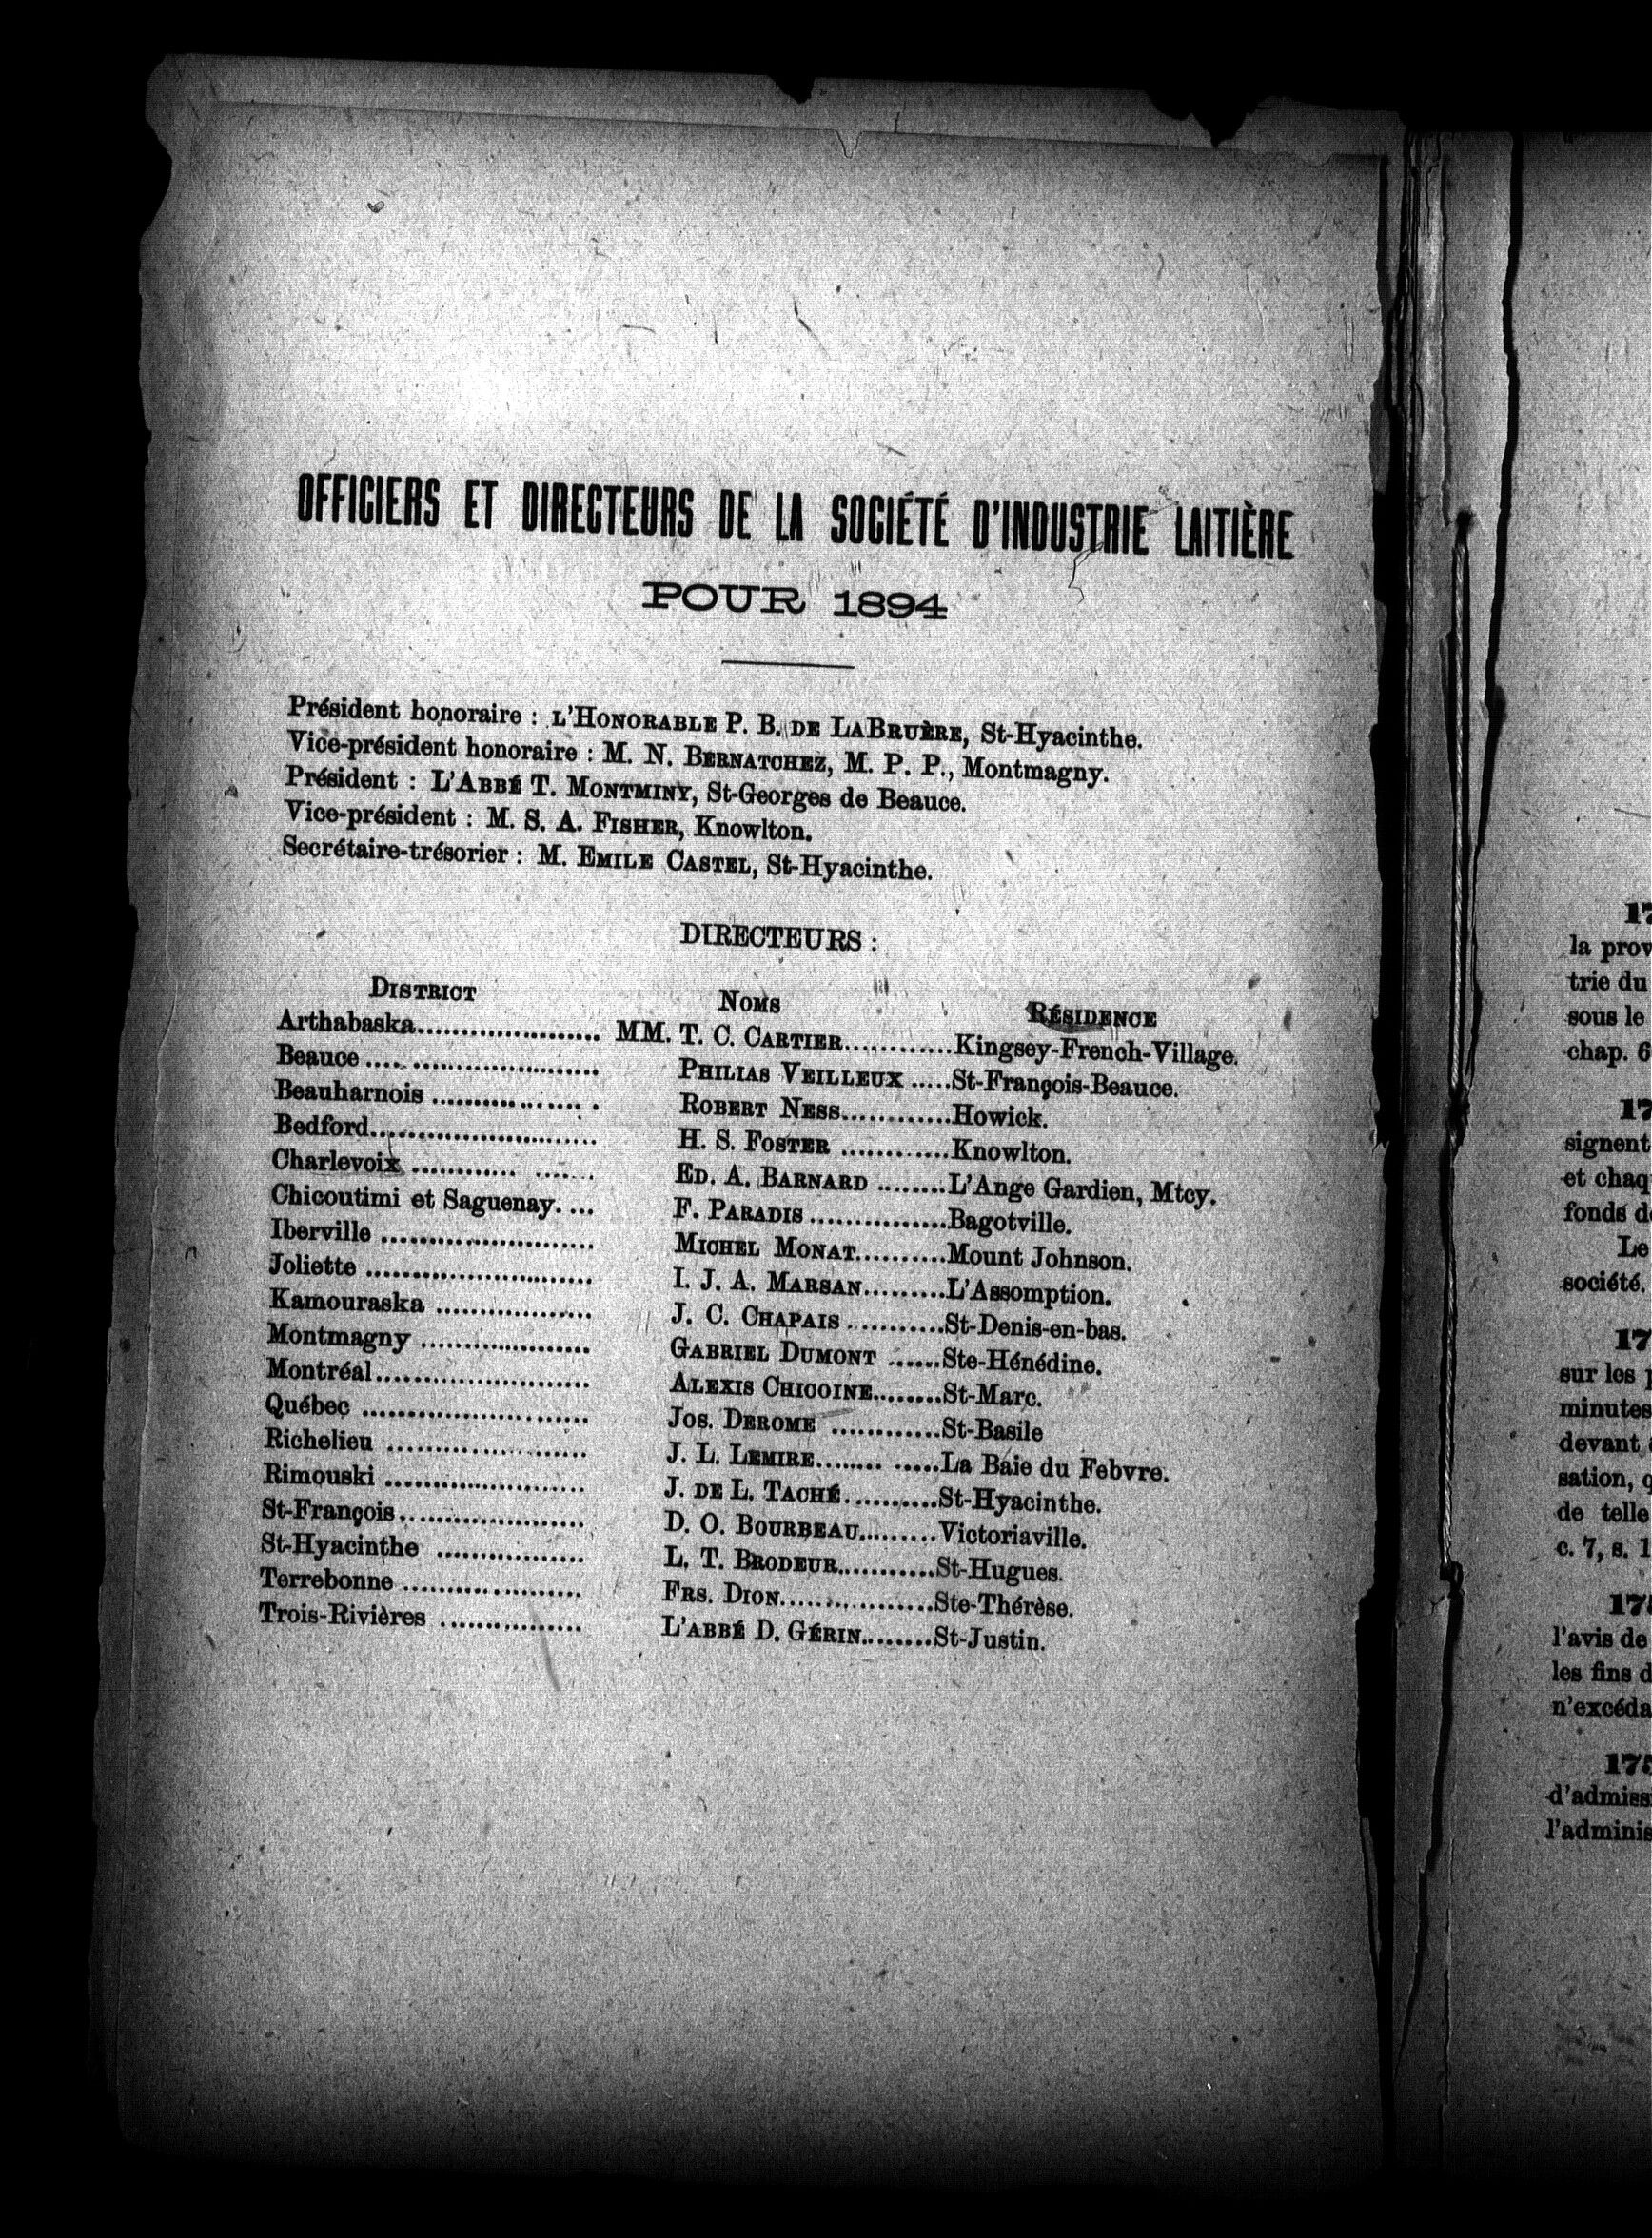 OFFICIERS ET DIRECTEURS DE LA SOCIÉTÉ D'INDUSTRIE LAITIÈRE
POUR 1894
Président honoraire : L'HONORABLE P. B. DE LABRUÈRE, St-Hyacinthe.
Vice-président honoraire : M. N. BERNATCHEZ, M. P. P., Montmagny.
Président : L'ABBÉ T. MONTMINY, St-Georges de Beauce.
Vice-président : M. S. A. FISHER, Knowlton.
Secrétaire-trésorier : M. EMILE CASTEL, St-Hyacinthe.
DIRECTEURS :
DISTRICT NOMS RÉSIDENCE
Arthabaska........................ MM. T. C. CARTIER............Kingsey-French-Village.
Beauce .... ...................... PHILIAS VEILLEUX .....St-François-Beauce.
Beauharnois .................. . ROBERT NESS............Howick.
Bedford.......................... H. S. FOSTER ............Knowlton.
Charlevoix ............ ...... ED. A. BARNARD ........L'Ange Gardien, Mtcy.
Chicoutimi et Saguenay. ... F. PARADIS ................Bagotville.
Iberville ........................ MICHEL MONAT..........Mount Johnson.
Joliette .......................... I. J. A. MARSAN.........L'Assomption.
Kamouraska .................. J. C. CHAPAIS ...........St-Denis-en-bas.
Montmagny .................... GABRIEL DUMONT ......Ste-Hénédine.
Montréal........................ ALEXIS CHICOINE........St-Marc.
Québec .......................... JOS. DEROME ............St-Basile
Richelieu ...................... J. L. LEMIRE........ .....La Baie du Febvre.
Rimouski ....................... J. DE L. TACHÉ..........St-Hyacinthe.
St-François..................... D. O. BOURBEAU.........Victoriaville.
St-Hyacinthe ................. L. T. BRODEUR...........St-Hugues.
Terrebonne .................... FRS. DION.................Ste-Thérèse.
Trois-Rivières ................ L'ABBÉ D. GÉRIN........St-Justin.
la prov
trie du
sous le
chap. 6
signent
et chaq
fonds d
Le
société.
sur les
minutes
devant
sation,
de telle
c. 7, s. 1
l'avis de
les fins d
n'excéda
d'admiss
l'adminis